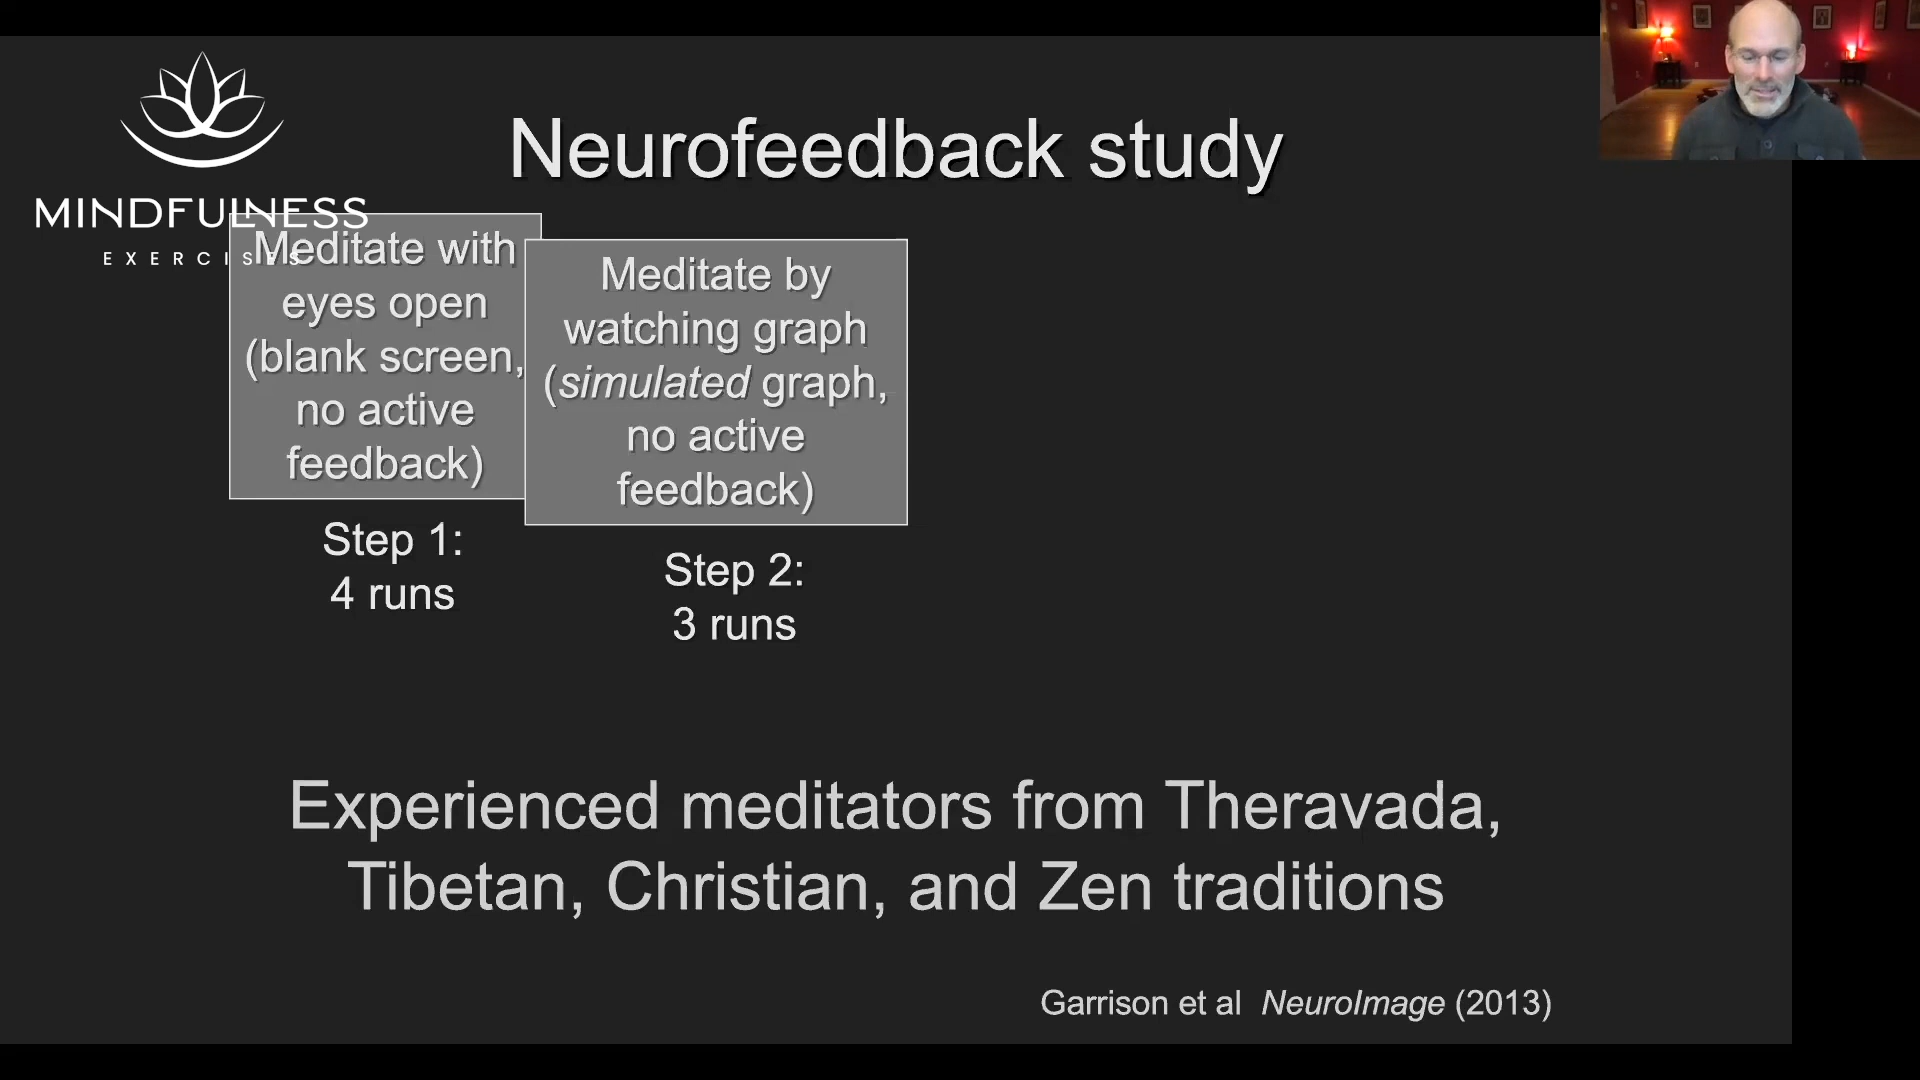 MINDFULNESS
EXERCISES
Neurofeedback study
Meditate with
eyes open
(blank screen,
no active
feedback)
Step 1:
4 runs
Meditate by
watching graph
(simulated graph,
no active
feedback)
Step 2:
3 runs
Experienced meditators from Theravada,
Tibetan, Christian, and Zen traditions
Garrison et al NeuroImage (2013)